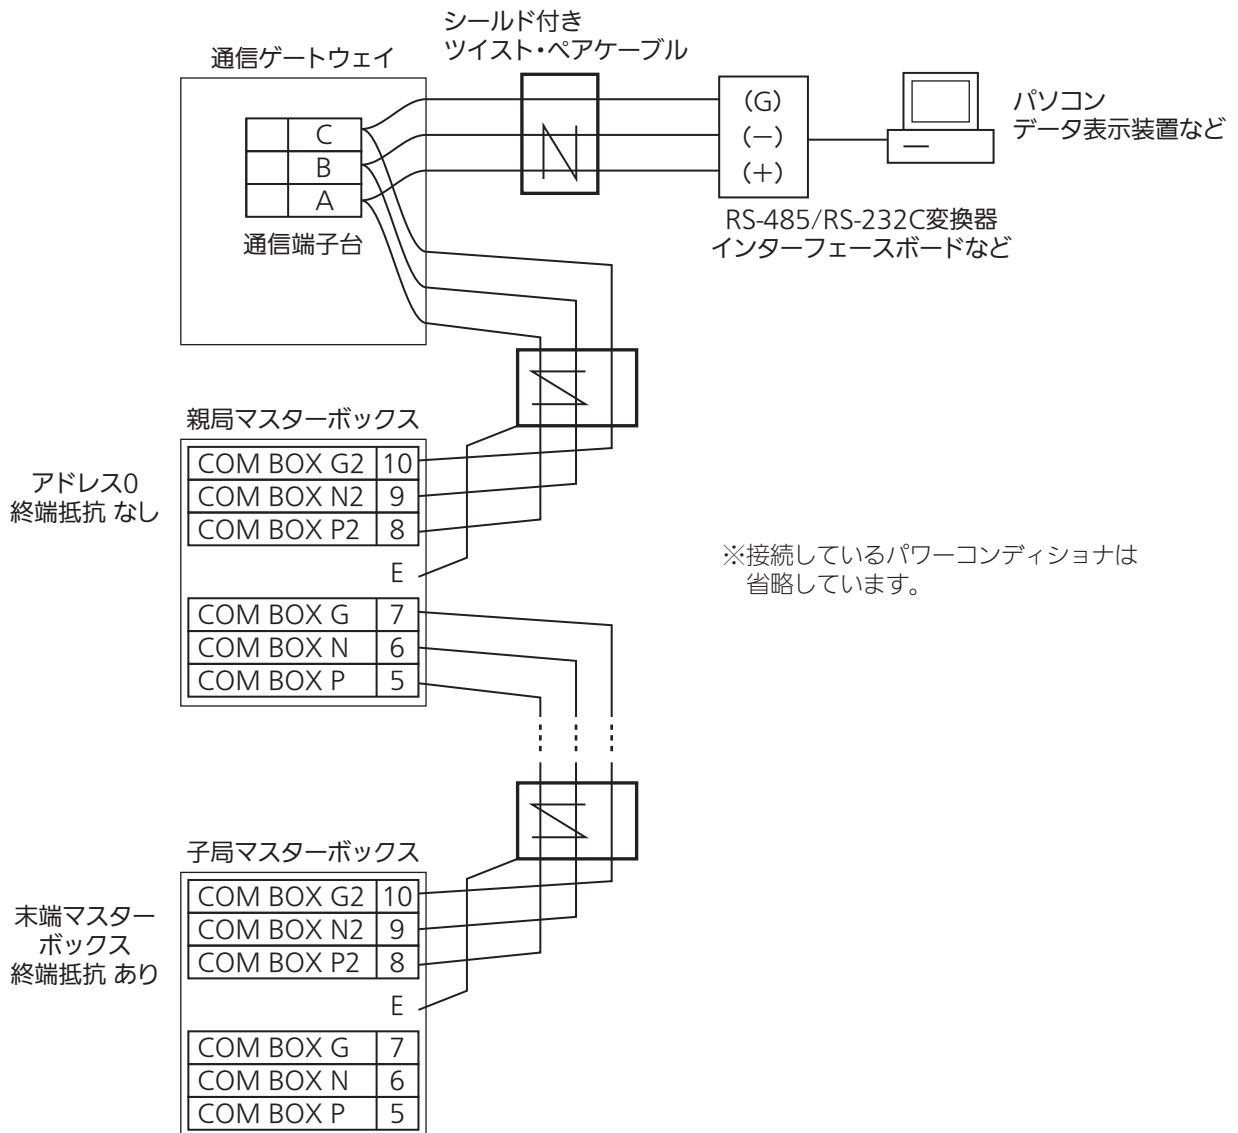 シールド付き
ツイスト・ペアケーブル
通信ゲートウェイ
C
B
A
通信端子台
(G)
(－)
(＋)
パソコン
データ表示装置など
RS-485/RS-232C変換器
インターフェースボードなど
親局マスターボックス
アドレス0
終端抵抗 なし
COM BOX G2 10
COM BOX N2 9
COM BOX P2 8
E
COM BOX G 7
COM BOX N 6
COM BOX P 5
※接続しているパワーコンディショナは
省略しています。
子局マスターボックス
末端マスター
ボックス
終端抵抗 あり
COM BOX G2 10
COM BOX N2 9
COM BOX P2 8
E
COM BOX G 7
COM BOX N 6
COM BOX P 5